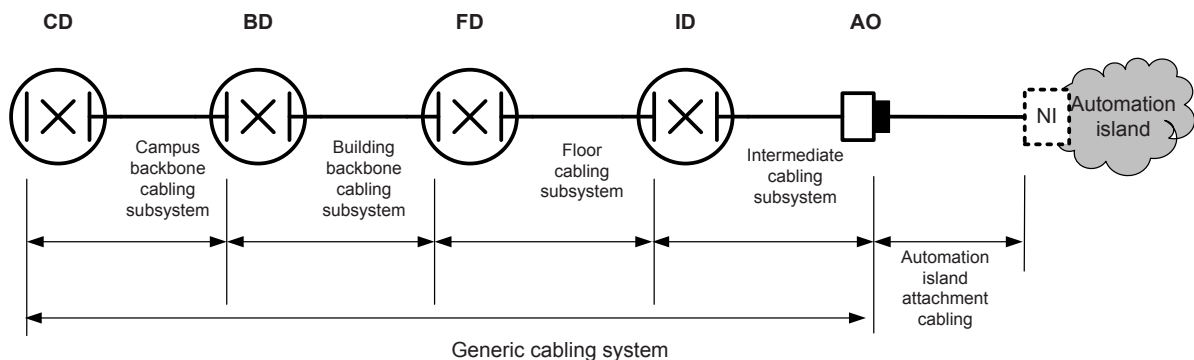 CD BD FD ID AO
NI
Automation
island
Campus
backbone
cabling
subsystem
Building
backbone
cabling
subsystem
Floor
cabling
subsystem
Intermediate
cabling
subsystem
Automation
island
attachment
cabling
Generic cabling system